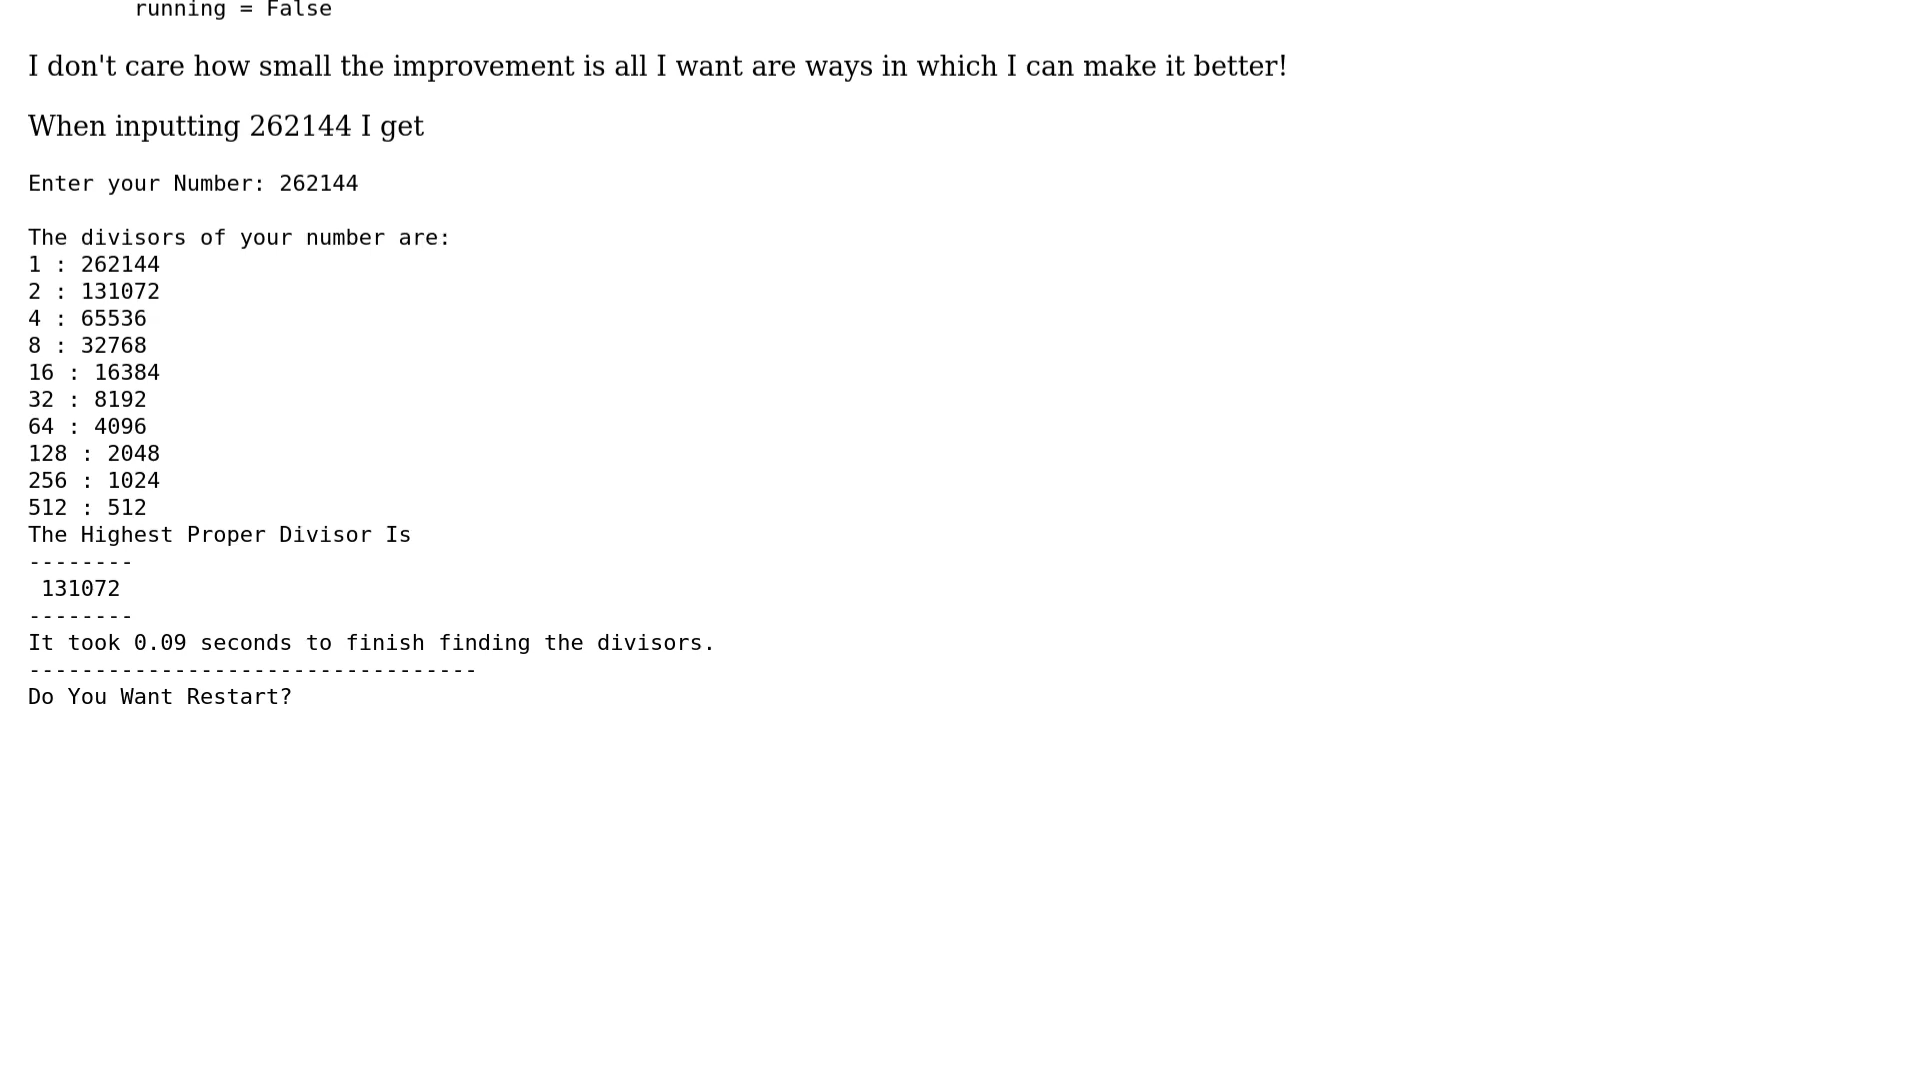 running = False
I don't care how small the improvement is all I want are ways in which I can make it better!
When inputting 262144 I get
Enter your Number: 262144
The divisors of your number are:
1 : 262144
2 : 131072
4 : 65536
8 : 32768
16 : 16384
32 : 8192
64 : 4096
128 : 2048
256 : 1024
512 : 512
The Highest Proper Divisor Is
--------
131072
--------
It took 0.09 seconds to finish finding the divisors.
----------------------------------
Do You Want Restart?